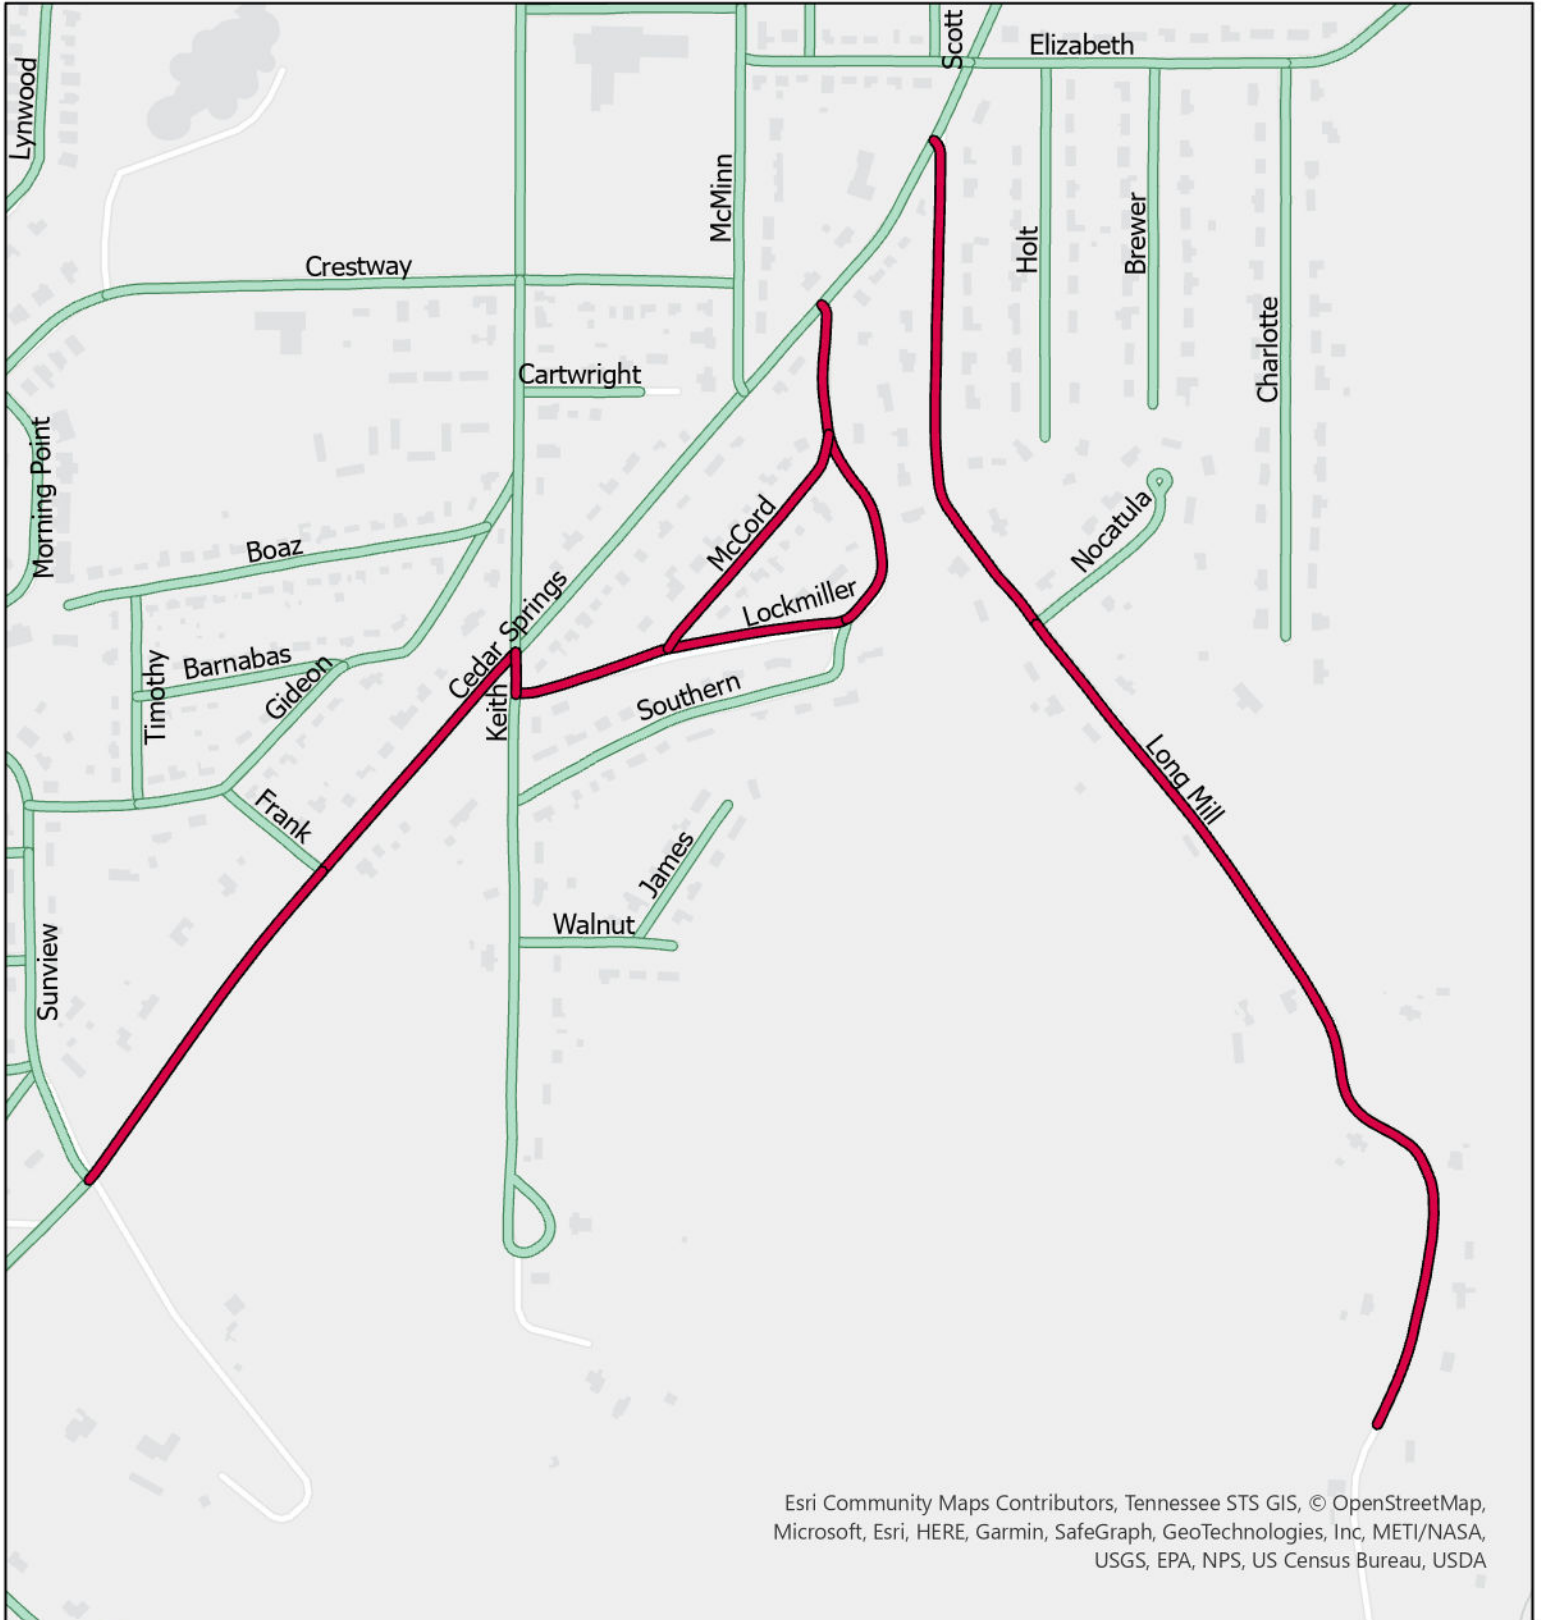 Scott
Elizabeth
Lynwood
McMinn
Holt
Brewer
Crestway
Charlotte
Cartwright
Morning Point
Nocatula
McCord
Boaz
Cedar Springs
Lockmiller
Barnabas
Timothy
Gideon
Keith
Southern
Long Mill
Frank
James
Walnut
Sunview
Esri Community Maps Contributors, Tennessee STS GIS, © OpenStreetMap,
Microsoft, Esri, HERE, Garmin, SafeGraph, GeoTechnologies, Inc, METI/NASA,
USGS, EPA, NPS, US Census Bureau, USDA